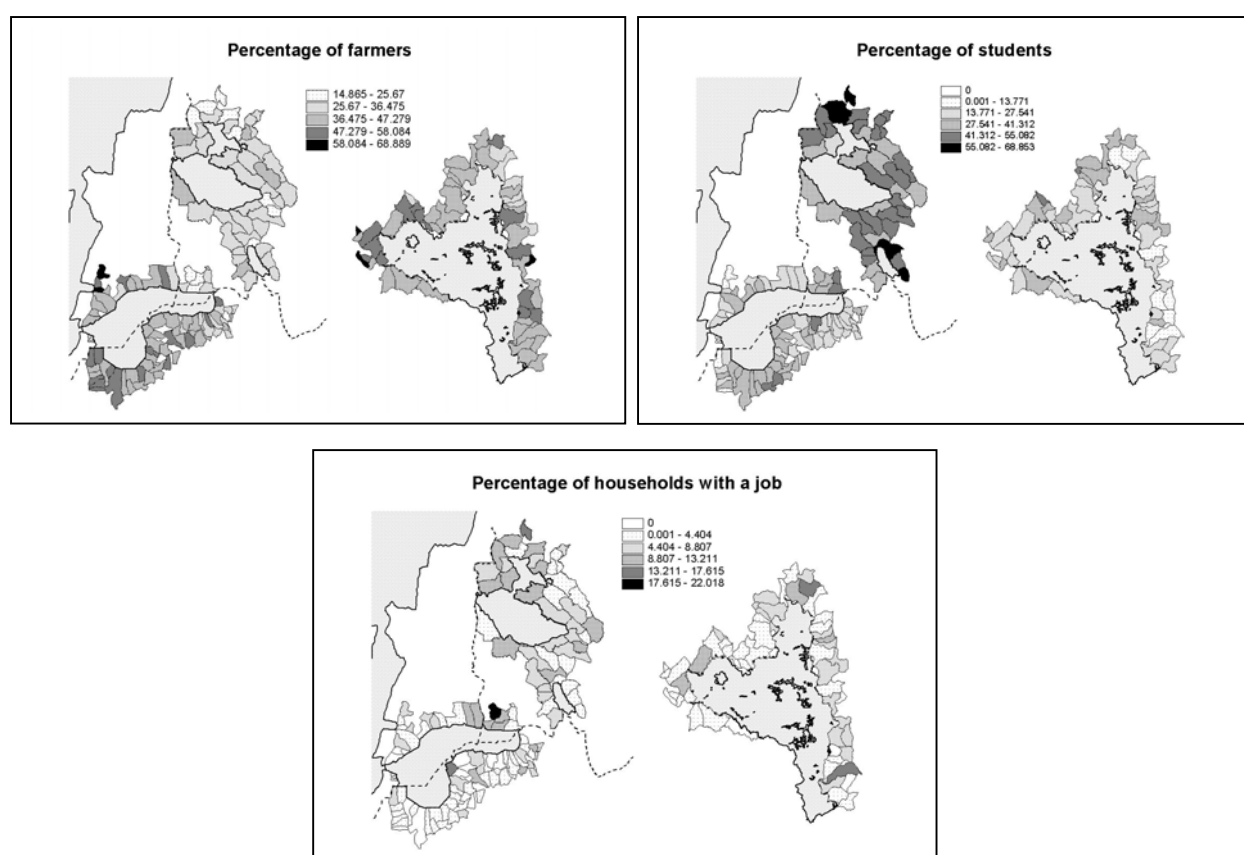 Percentage of farmers
14.865 - 25.67
25.67 - 36.475
36.475 - 47.279
47.279 - 58.084
58.084 - 68.889
Percentage of students
0
0.001 - 13.771
13.771 - 27.541
27.541 - 41.312
41.312 - 55.082
55.082 - 68.853
Percentage of households with a job
0
0.001 - 4.404
4.404 - 8.807
8.807 - 13.211
13.211 - 17.615
17.615 - 22.018